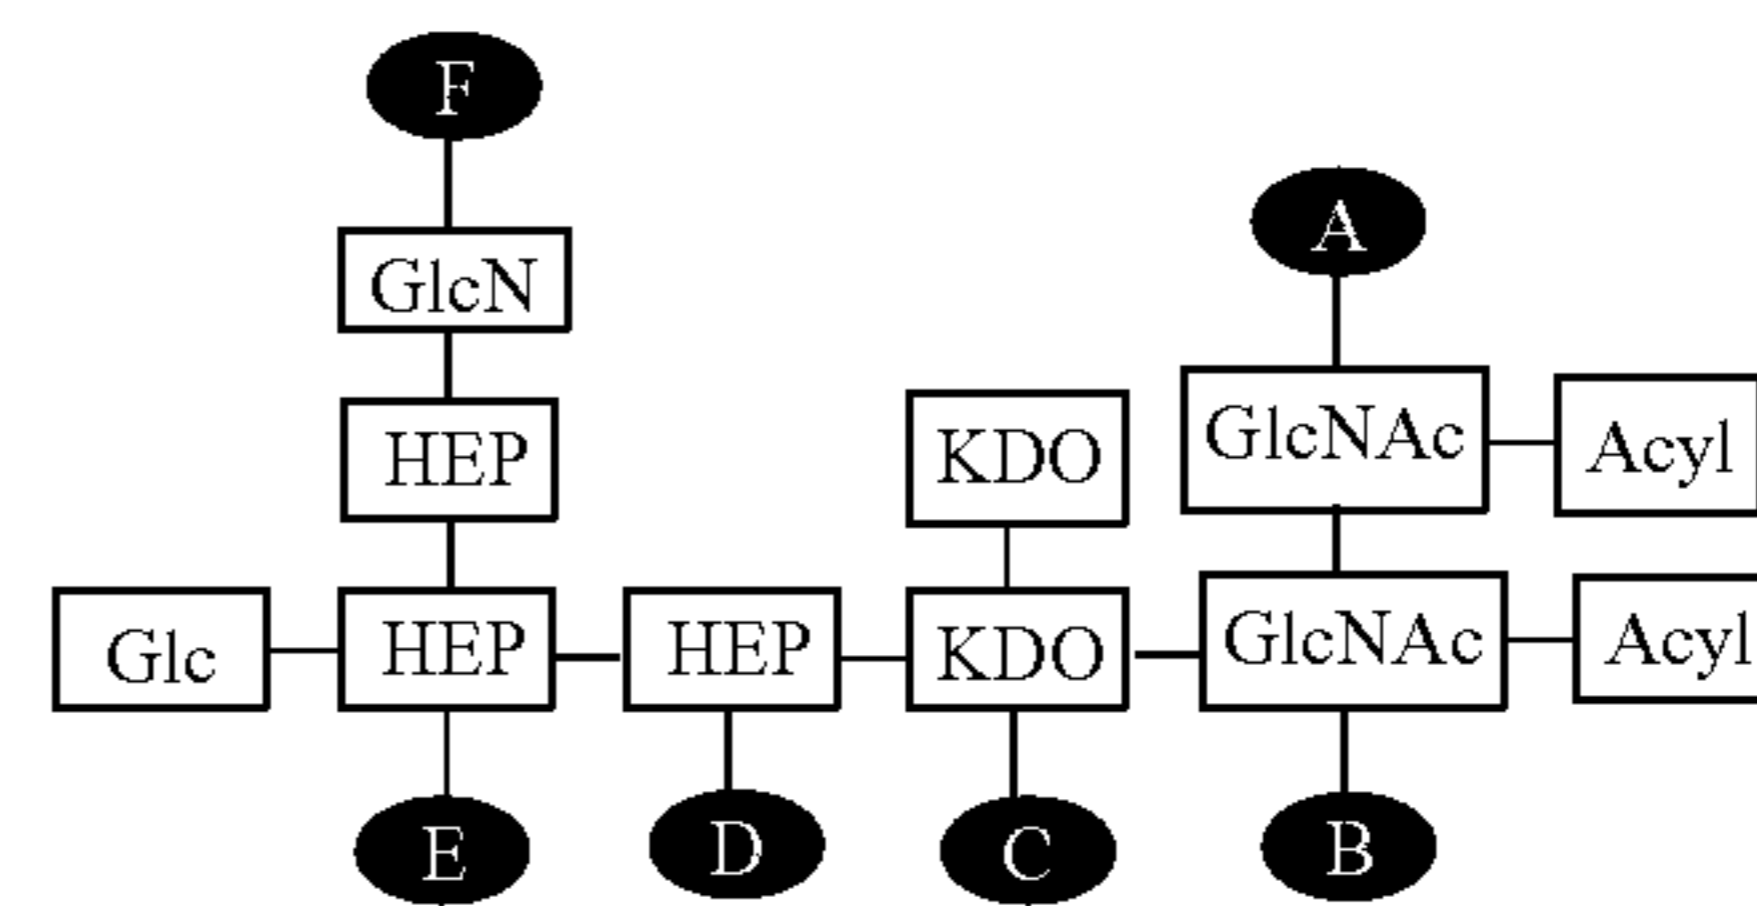 F
A
GlcN
GlcNAc Acyl
HEP KDO
Glc HEP HEP KDO GlcNAc Acyl
E D C B